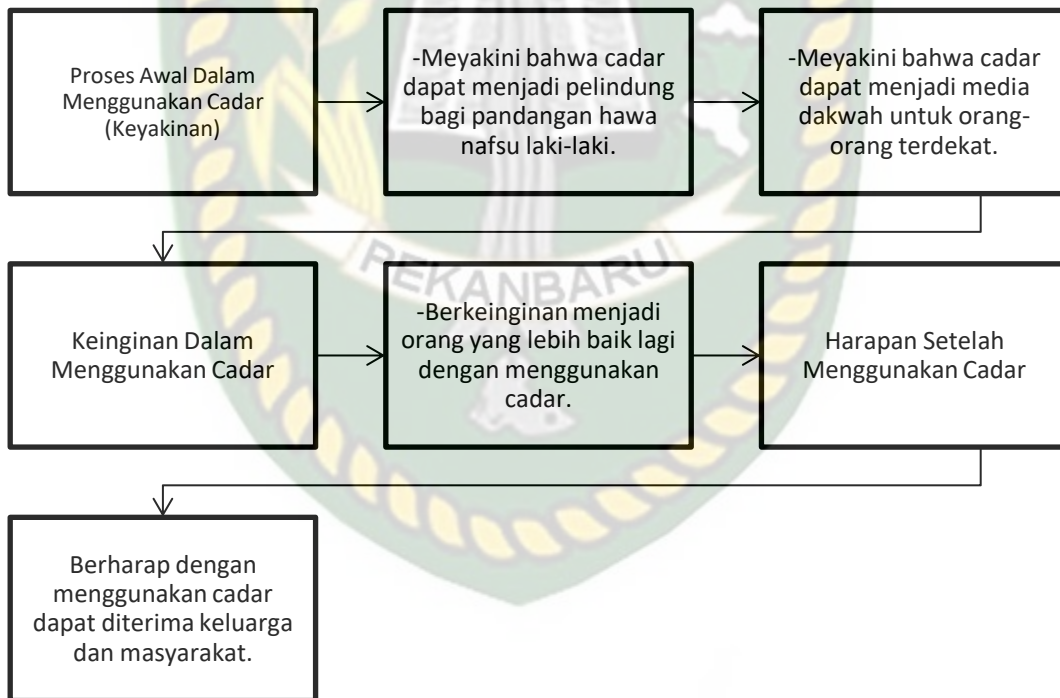 Proses Awal Dalam
Menggunakan Cadar
(Keyakinan)
-Meyakini bahwa cadar
dapat menjadi pelindung
bagi pandangan hawa
nafsu laki-laki.
-Meyakini bahwa cadar
dapat menjadi media
dakwah untuk orang-
orang terdekat.
PEKANBARU
Keinginan Dalam
Menggunakan Cadar
-Berkeinginan menjadi
orang yang lebih baik lagi
dengan menggunakan
cadar.
Harapan Setelah
Menggunakan Cadar
Berharap dengan
menggunakan cadar
dapat diterima keluarga
dan masyarakat.